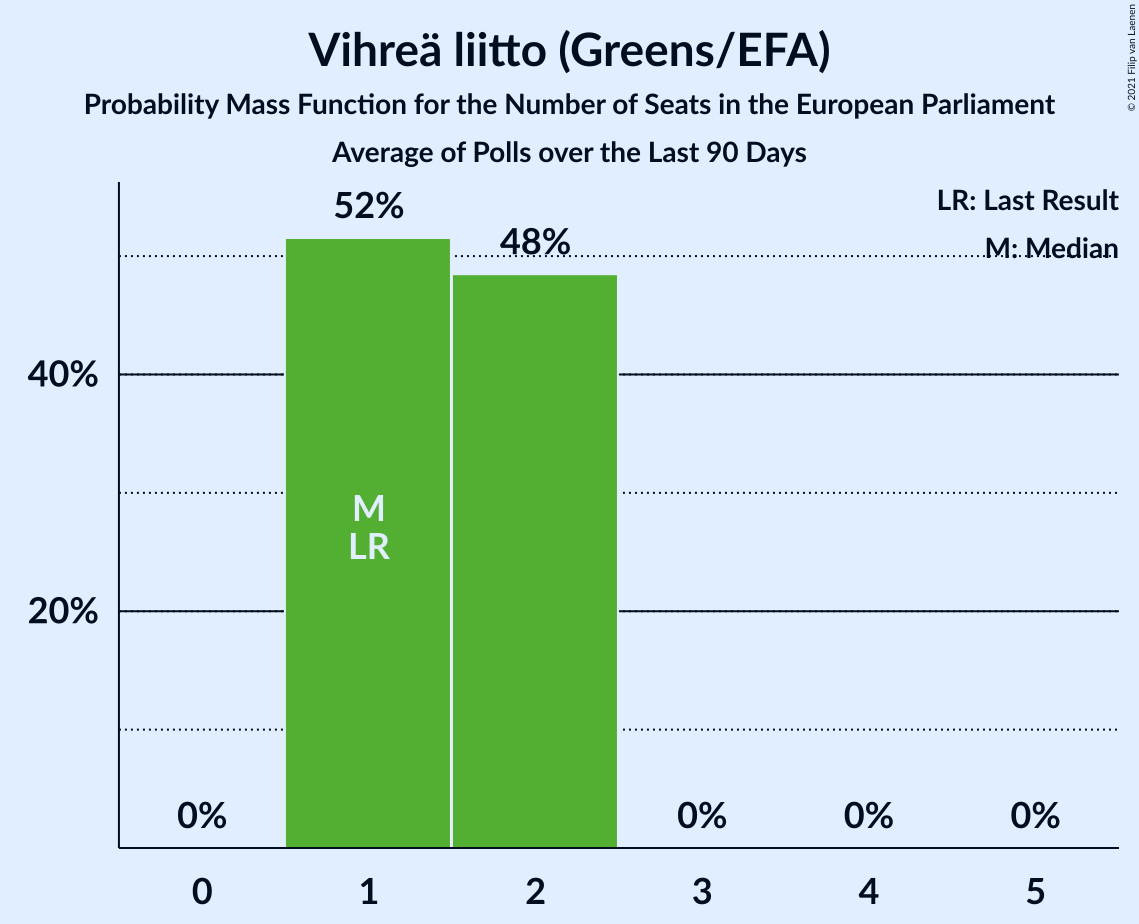 Vihreä liitto (Greens/EFA)
Probability Mass Function for the Number of Seats in the European Parliament
Average of Polls over the Last 90 Days
© 2021 Filip van Laenen
LR: Last Result
M: Median
52%
48%
40%
20%
M
LR
0%
0%
0%
0%
0
1
2
3
4
5